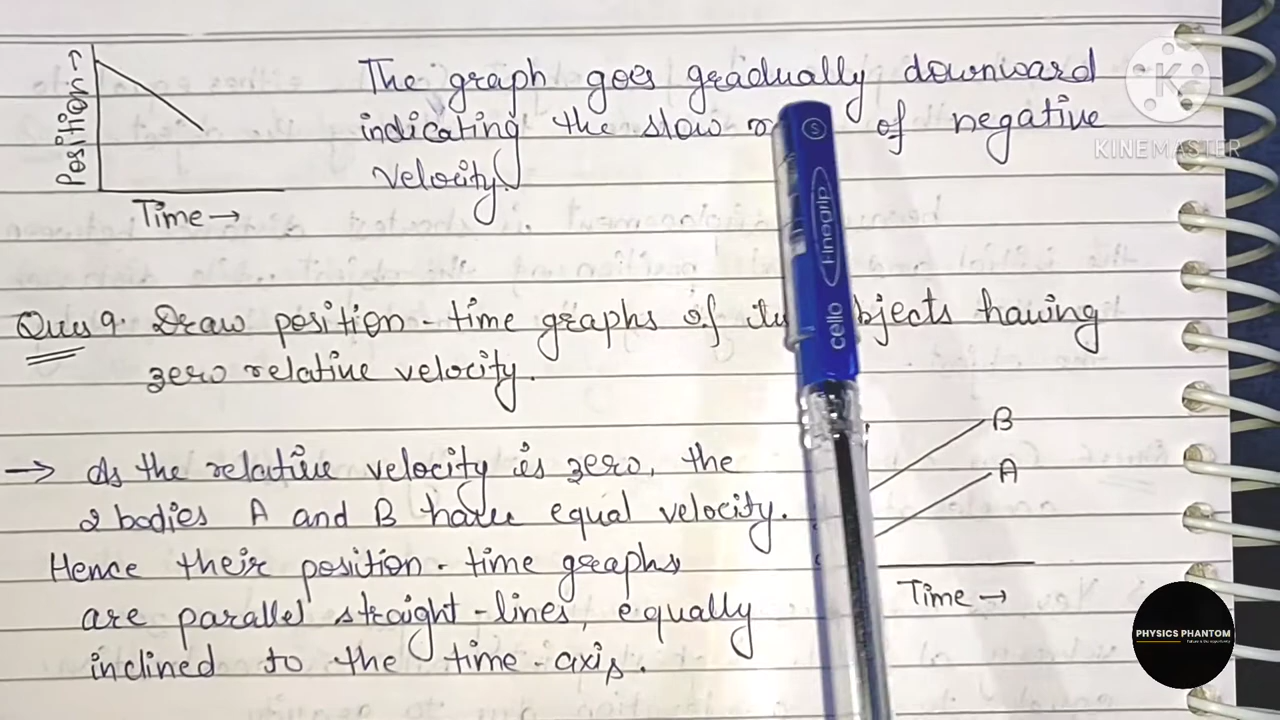 Position →
The graph goes gradually downward
indicating the slow of negative
velocity.
Time →
Ques 9. Draw position - time graphs of having
zero relative velocity.
→ As the relative velocity is zero, the
2 bodies A and B have equal velocity.
Hence their position - time graphs
are parallel straight - lines, equally
inclined to the time - axis.
B
A
Time →
KINEMASTER
cello Finegrip
S
PHYSICS PHANTOM